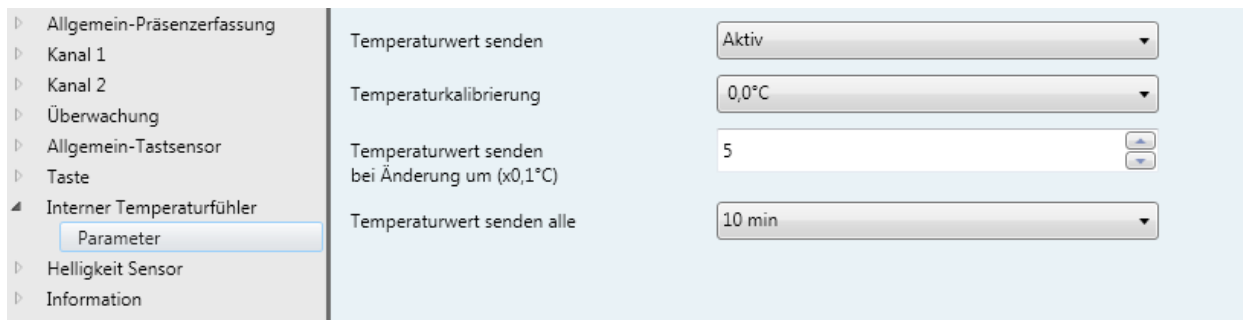 Allgemein-Präsenzerfassung
Kanal 1
Kanal 2
Überwachung
Allgemein-Tastsensor
Taste
Interner Temperaturfühler
Parameter
Helligkeit Sensor
Information
Temperaturwert senden
Aktiv
Temperaturkalibrierung
0,0°C
Temperaturwert senden
bei Änderung um (x0,1°C)
5
Temperaturwert senden alle
10 min